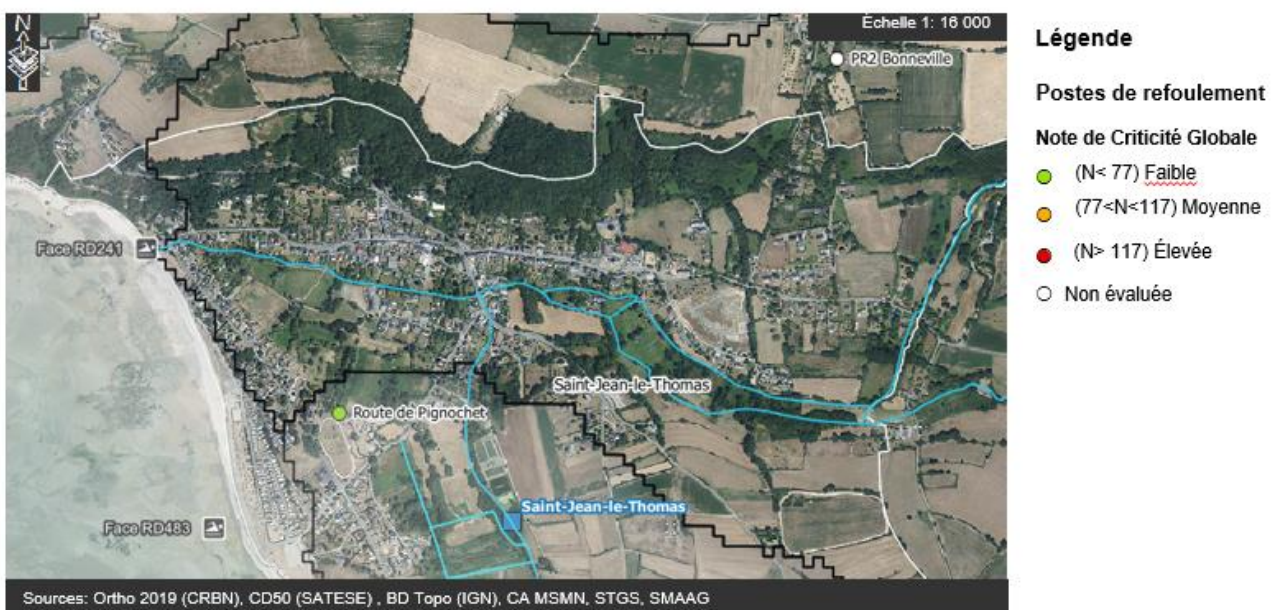 N
Échelle 1: 16 000
PR2 Bonneville
Face RD241
Saint-Jean-le-Thomas
Route de Pignochet
Saint-Jean-le-Thomas
Face RD483
Sources: Ortho 2019 (CRBN), CD50 (SATESE) , BD Topo (IGN), CA MSMN, STGS, SMAAG
Légende
Postes de refoulement
Note de Criticité Globale
(N< 77) Faible
(77<N<117) Moyenne
(N> 117) Élevée
Non évaluée